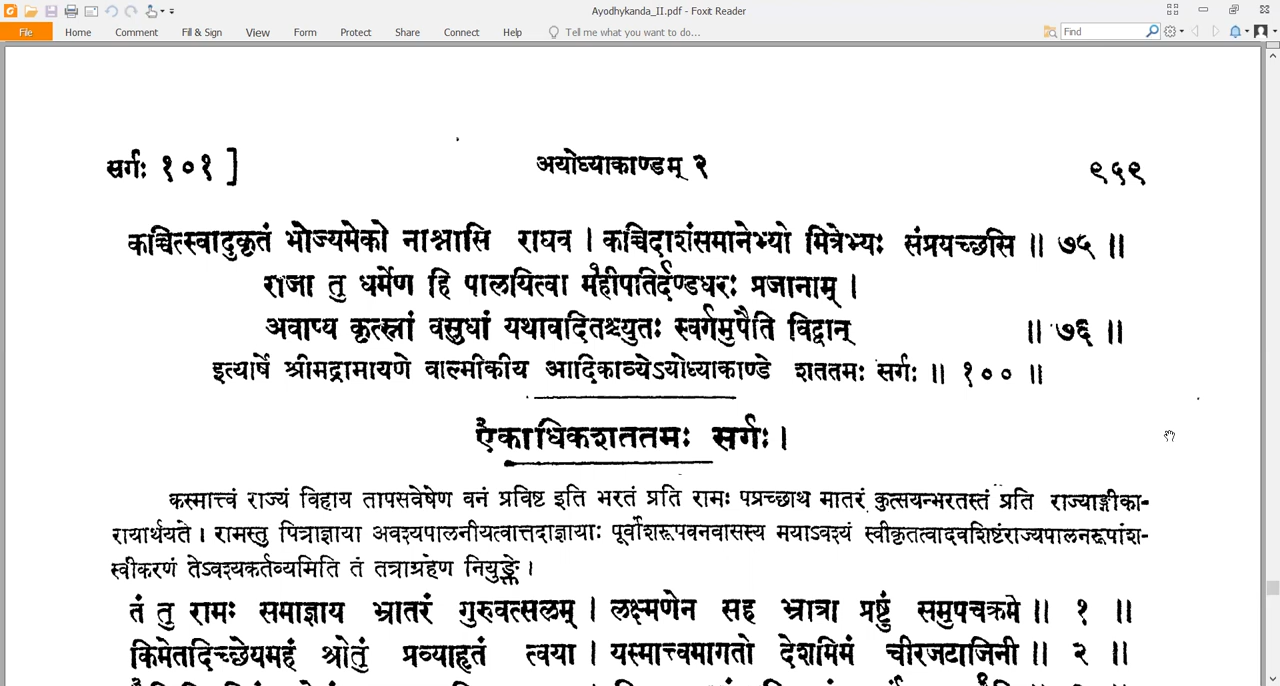 Ayodhykanda_II.pdf - Foxit Reader
File Home Comment Fill & Sign View Form Protect Share Connect Help Tell me what you want to do... Find
सर्गः १०१ ] अयोध्याकाण्डम् २ ९५९
कच्चित्स्वादुकृतं भोज्यमेको नाश्नासि राघव । कच्चिदाशंसमानेभ्यो मित्रेभ्यः संप्रयच्छसि ॥ ७५ ॥
राजा तु धर्मेण हि पालयित्वा महीपतिर्दण्डधरः प्रजानाम् ।
अवाप्य कृत्स्नां वसुधां यथावदितश्च्युतः स्वर्गमुपैति विद्वान् ॥ ७६ ॥
इत्यार्षे श्रीमद्रामायणे वाल्मीकीय आदिकाव्येऽयोध्याकाण्डे शततमः सर्गः ॥ १०० ॥
एकाधिकशततमः सर्गः ।
कस्मात्त्वं राज्यं विहाय तापसवेषेण वनं प्रविष्ट इति भरतं प्रति रामः पप्रच्छाथ मातरं कुत्सयन्भरतस्तं प्रति राज्याङ्गीका-
रायार्थयते । रामस्तु पित्राज्ञाया अवश्यपालनीयत्वात्तदाज्ञायाः पूर्वांशरूपवनवासस्य मयाऽवश्यं स्वीकृतत्वादवशिष्टंराज्यपालनरूपांश-
स्वीकरणं तेऽवश्यकर्तव्यमिति तं तत्राग्रहेण नियुङ्क्ते ।
तं तु रामः समाज्ञाय भ्रातरं गुरुवत्सलम् । लक्ष्मणेन सह भ्रात्रा प्रष्टुं समुपचक्रमे ॥ १ ॥
किमेतदिच्छेयमहं श्रोतुं प्रव्याहृतं त्वया । यस्मात्त्वमागतो देशमिमं चीरजटाजिनी ॥ २ ॥